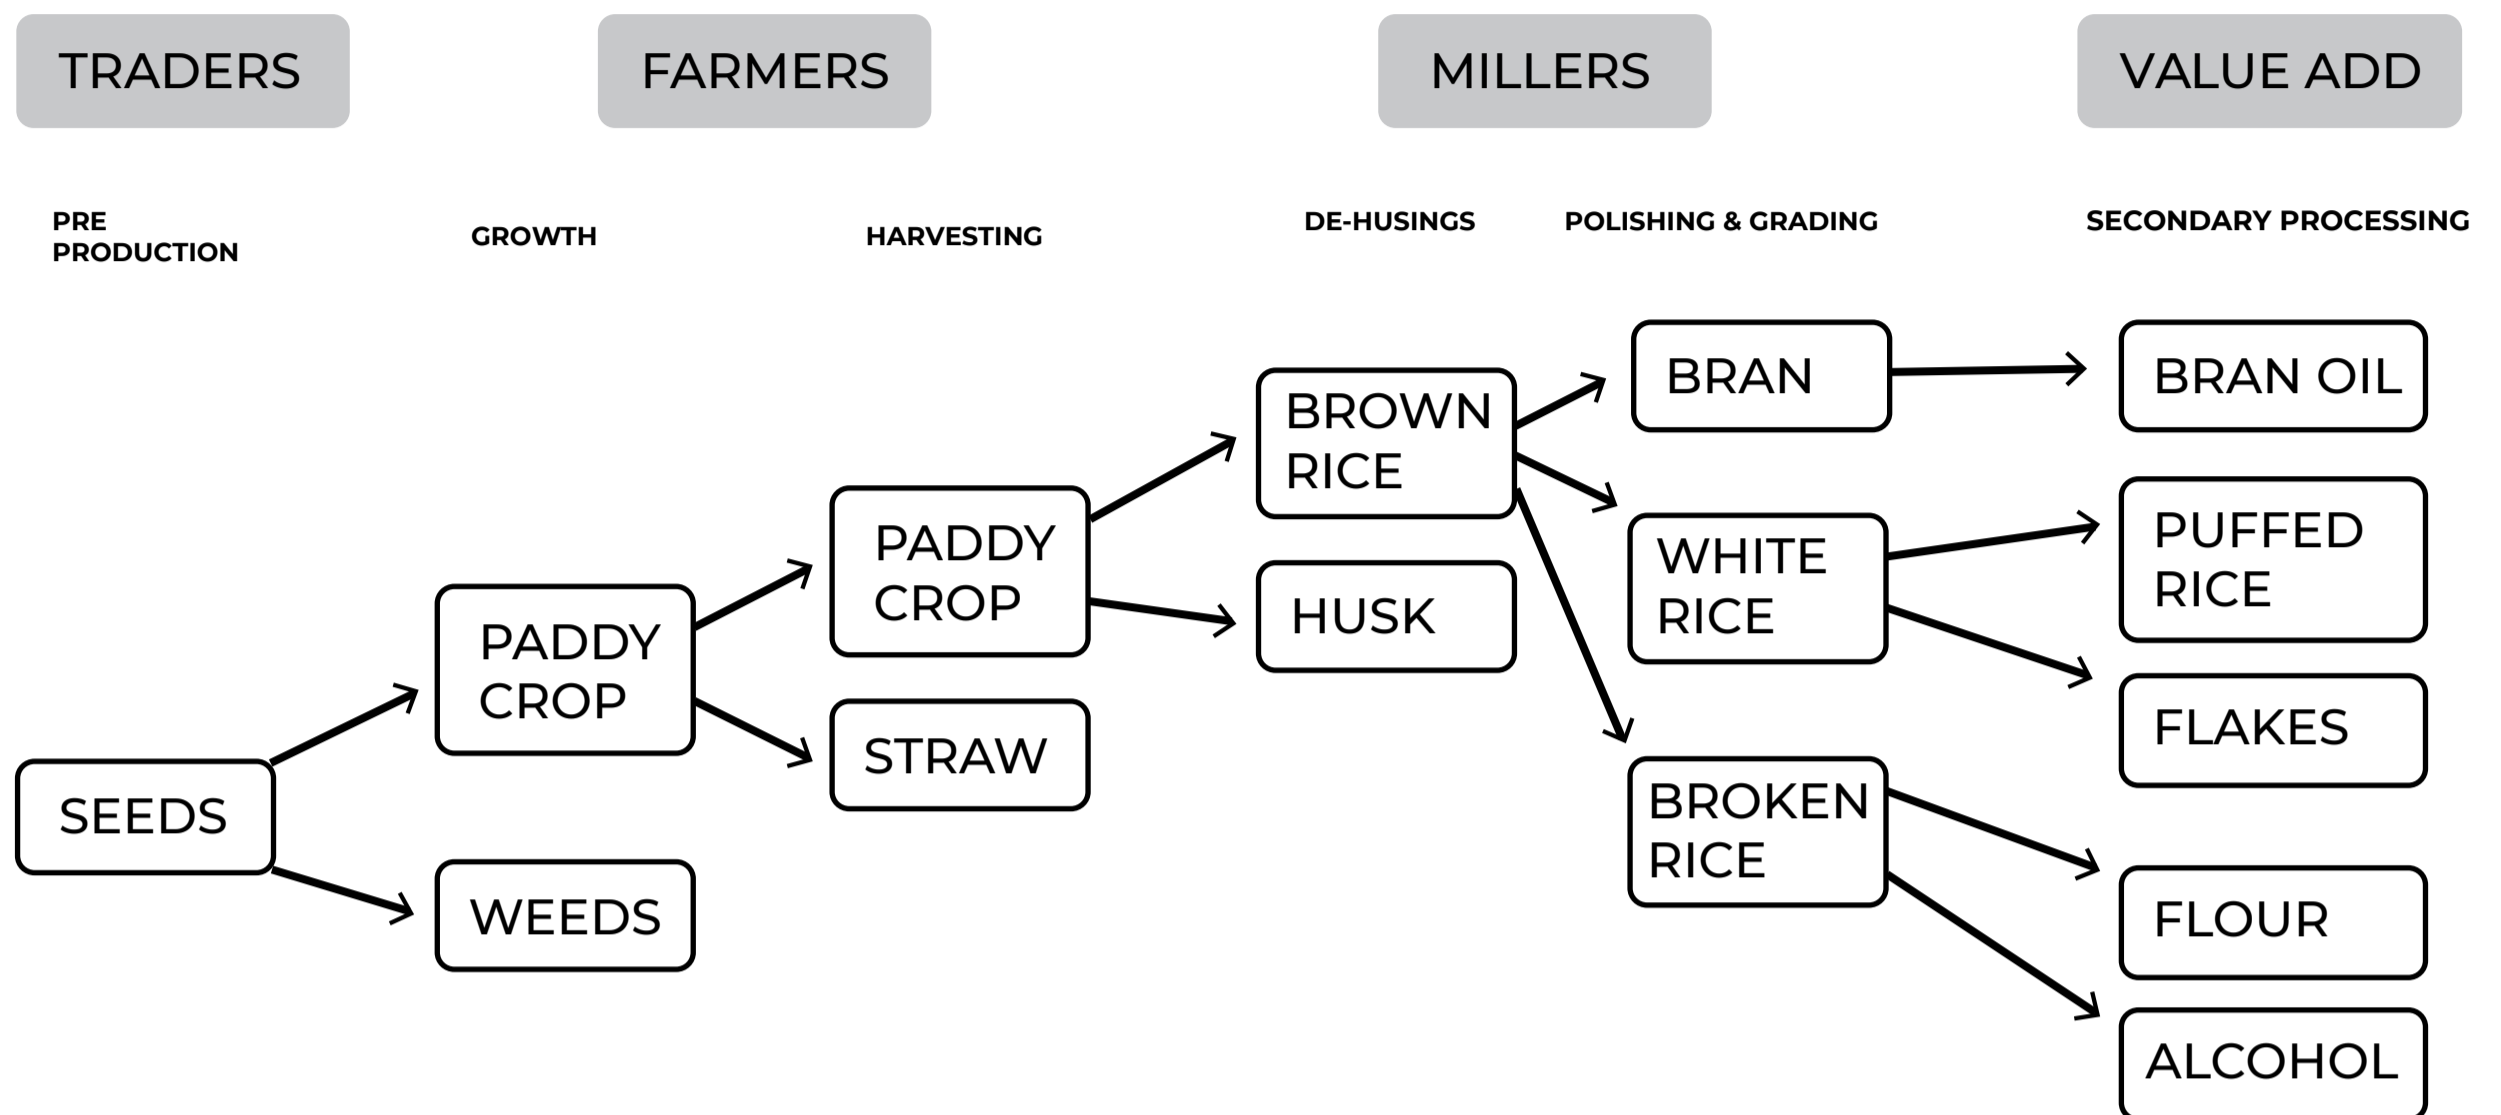 TRADERS
FARMERS
MILLERS
VALUE ADD
PRE
PRODUCTION
GROWTH
HARVESTING
DE-HUSINGS
POLISHING & GRADING
SECONDARY PROCESSING
SEEDS
PADDY
CROP
WEEDS
PADDY
CROP
STRAW
BROWN
RICE
HUSK
BRAN
WHITE
RICE
BROKEN
RICE
BRAN OIL
PUFFED
RICE
FLAKES
FLOUR
ALCOHOL